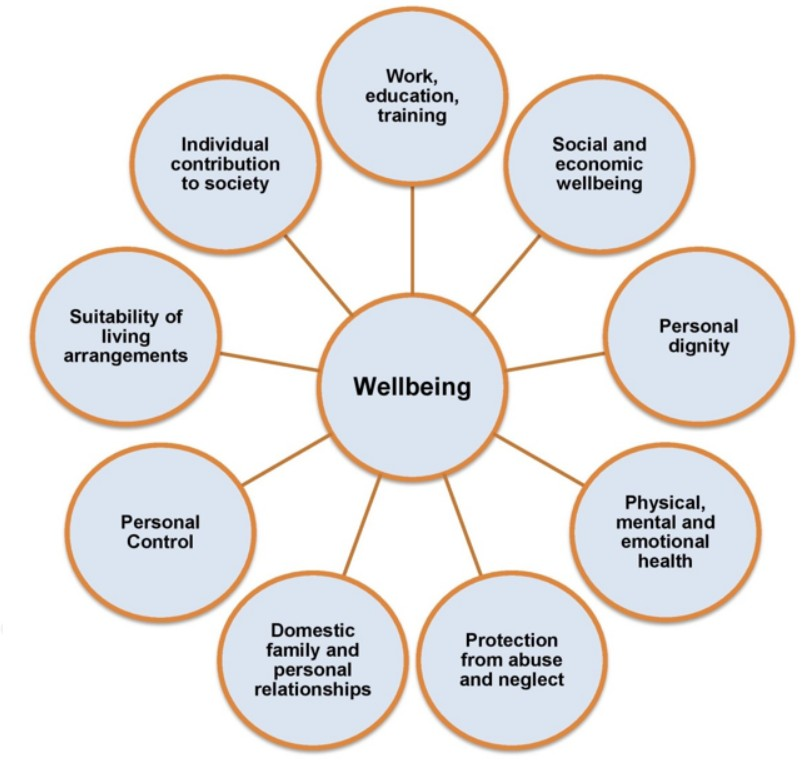 Work,
education,
training
Social and
economic
wellbeing
Personal
dignity
Physical,
mental and
emotional
health
Protection
from abuse
and neglect
Domestic
family and
personal
relationships
Personal
Control
Suitability of
living
arrangements
Individual
contribution
to society
Wellbeing